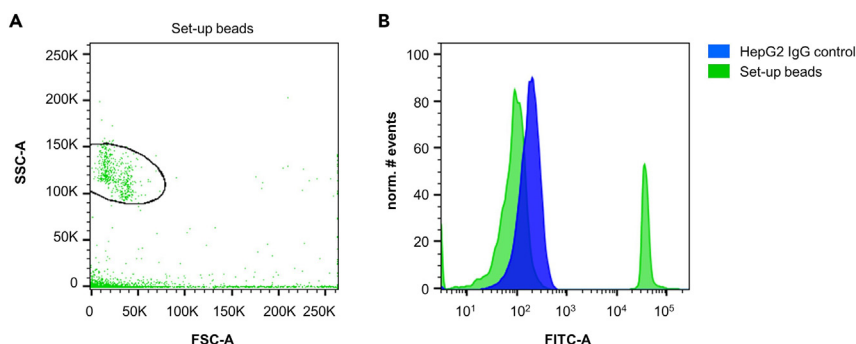 A
Set-up beads
SSC-A
250K
200K
150K
100K
50K
0
0 50K 100K 150K 200K 250K
FSC-A
B
norm. # events
100
80
60
40
20
0
10¹ 10² 10³ 10⁴ 10⁵
FITC-A
HepG2 IgG control
Set-up beads